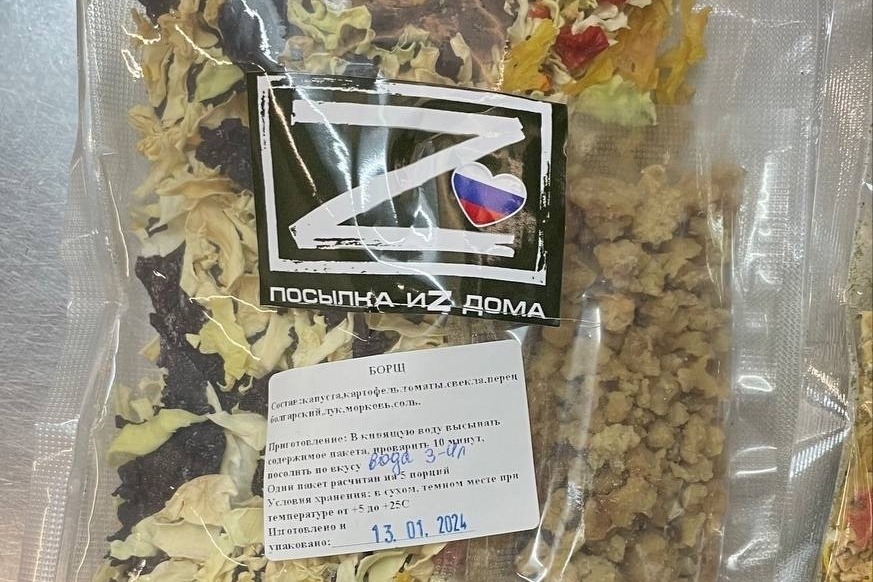 Z
ПОСЫЛКА ИZ ДОМА
БОРЩ
Состав:капуста,картофель,томаты,свекла,перец
болгарский,лук,морковь,соль.
Приготовление: В кипящую воду высыпать
содержимое пакета, проварить 10 минут,
посолить по вкусу вода 3-4л
Один пакет расчитан на 5 порций
Условия хранения: в сухом, темном месте при
температуре от +5 до +25С
Изготовлено и
упаковано: 13. 01. 2024